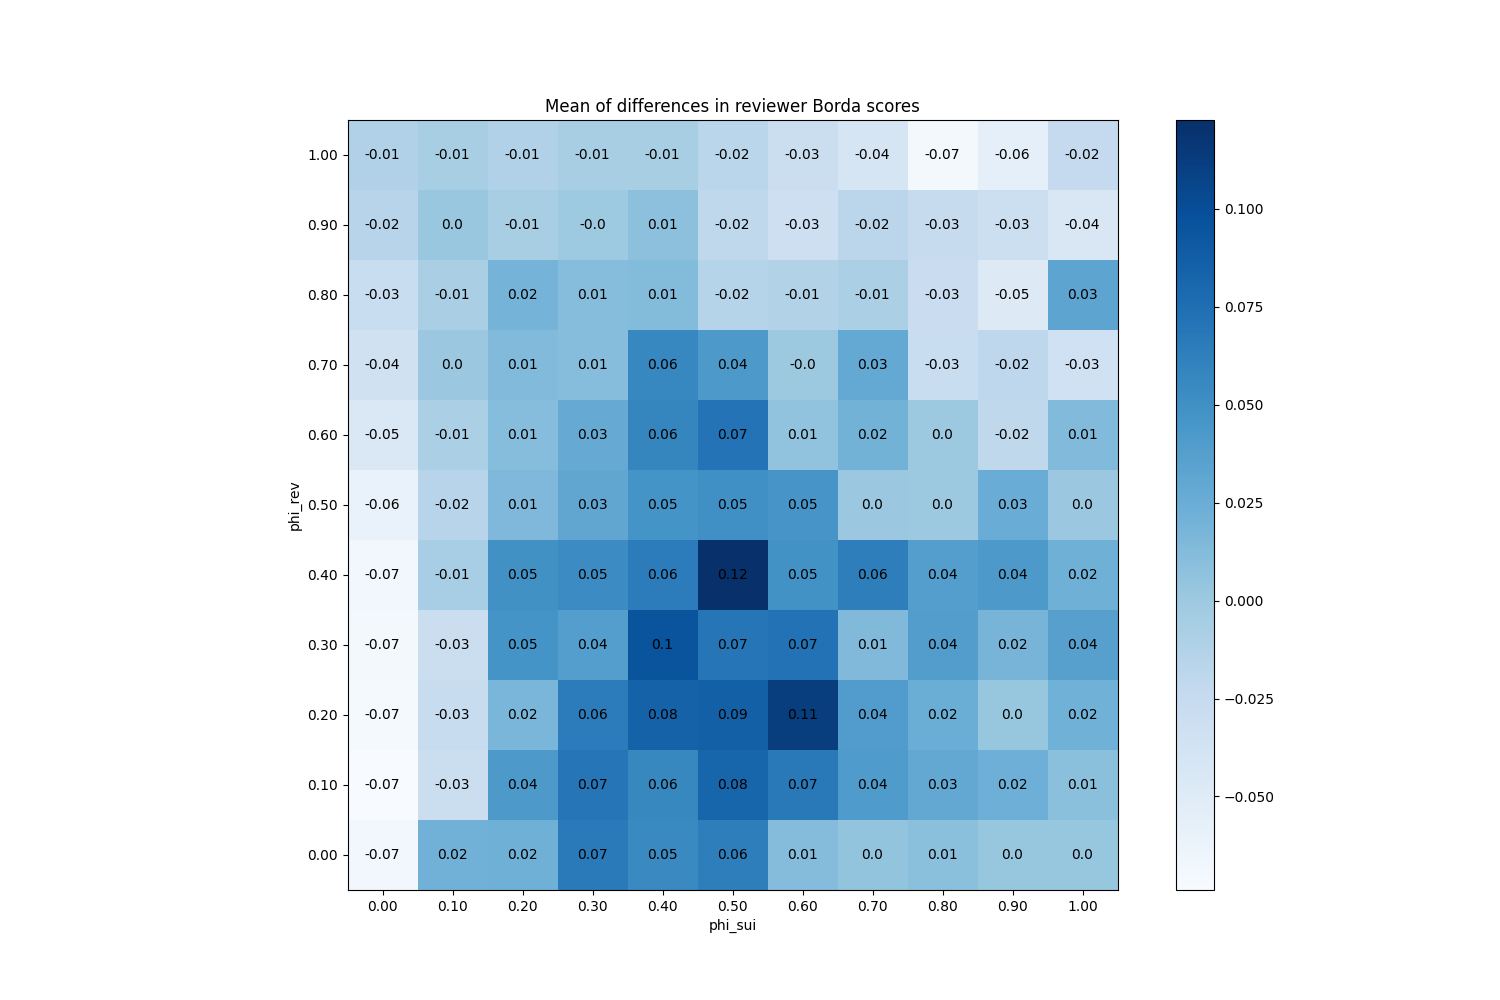 Mean of differences in reviewer Borda scores
1.00 -0.01 -0.01 -0.01 -0.01 -0.01 -0.02 -0.03 -0.04 -0.07 -0.06 -0.02
0.90 -0.02 0.0 -0.01 -0.0 0.01 -0.02 -0.03 -0.02 -0.03 -0.03 -0.04
0.80 -0.03 -0.01 0.02 0.01 0.01 -0.02 -0.01 -0.01 -0.03 -0.05 0.03
0.70 -0.04 0.0 0.01 0.01 0.06 0.04 -0.0 0.03 -0.03 -0.02 -0.03
0.60 -0.05 -0.01 0.01 0.03 0.06 0.07 0.01 0.02 0.0 -0.02 0.01
0.50 -0.06 -0.02 0.01 0.03 0.05 0.05 0.05 0.0 0.0 0.03 0.0
0.40 -0.07 -0.01 0.05 0.05 0.06 0.12 0.05 0.06 0.04 0.04 0.02
0.30 -0.07 -0.03 0.05 0.04 0.1 0.07 0.07 0.01 0.04 0.02 0.04
0.20 -0.07 -0.03 0.02 0.06 0.08 0.09 0.11 0.04 0.02 0.0 0.02
0.10 -0.07 -0.03 0.04 0.07 0.06 0.08 0.07 0.04 0.03 0.02 0.01
0.00 -0.07 0.02 0.02 0.07 0.05 0.06 0.01 0.0 0.01 0.0 0.0
0.00 0.10 0.20 0.30 0.40 0.50 0.60 0.70 0.80 0.90 1.00
phi_sui
phi_rev
0.100
0.075
0.050
0.025
0.000
−0.025
−0.050